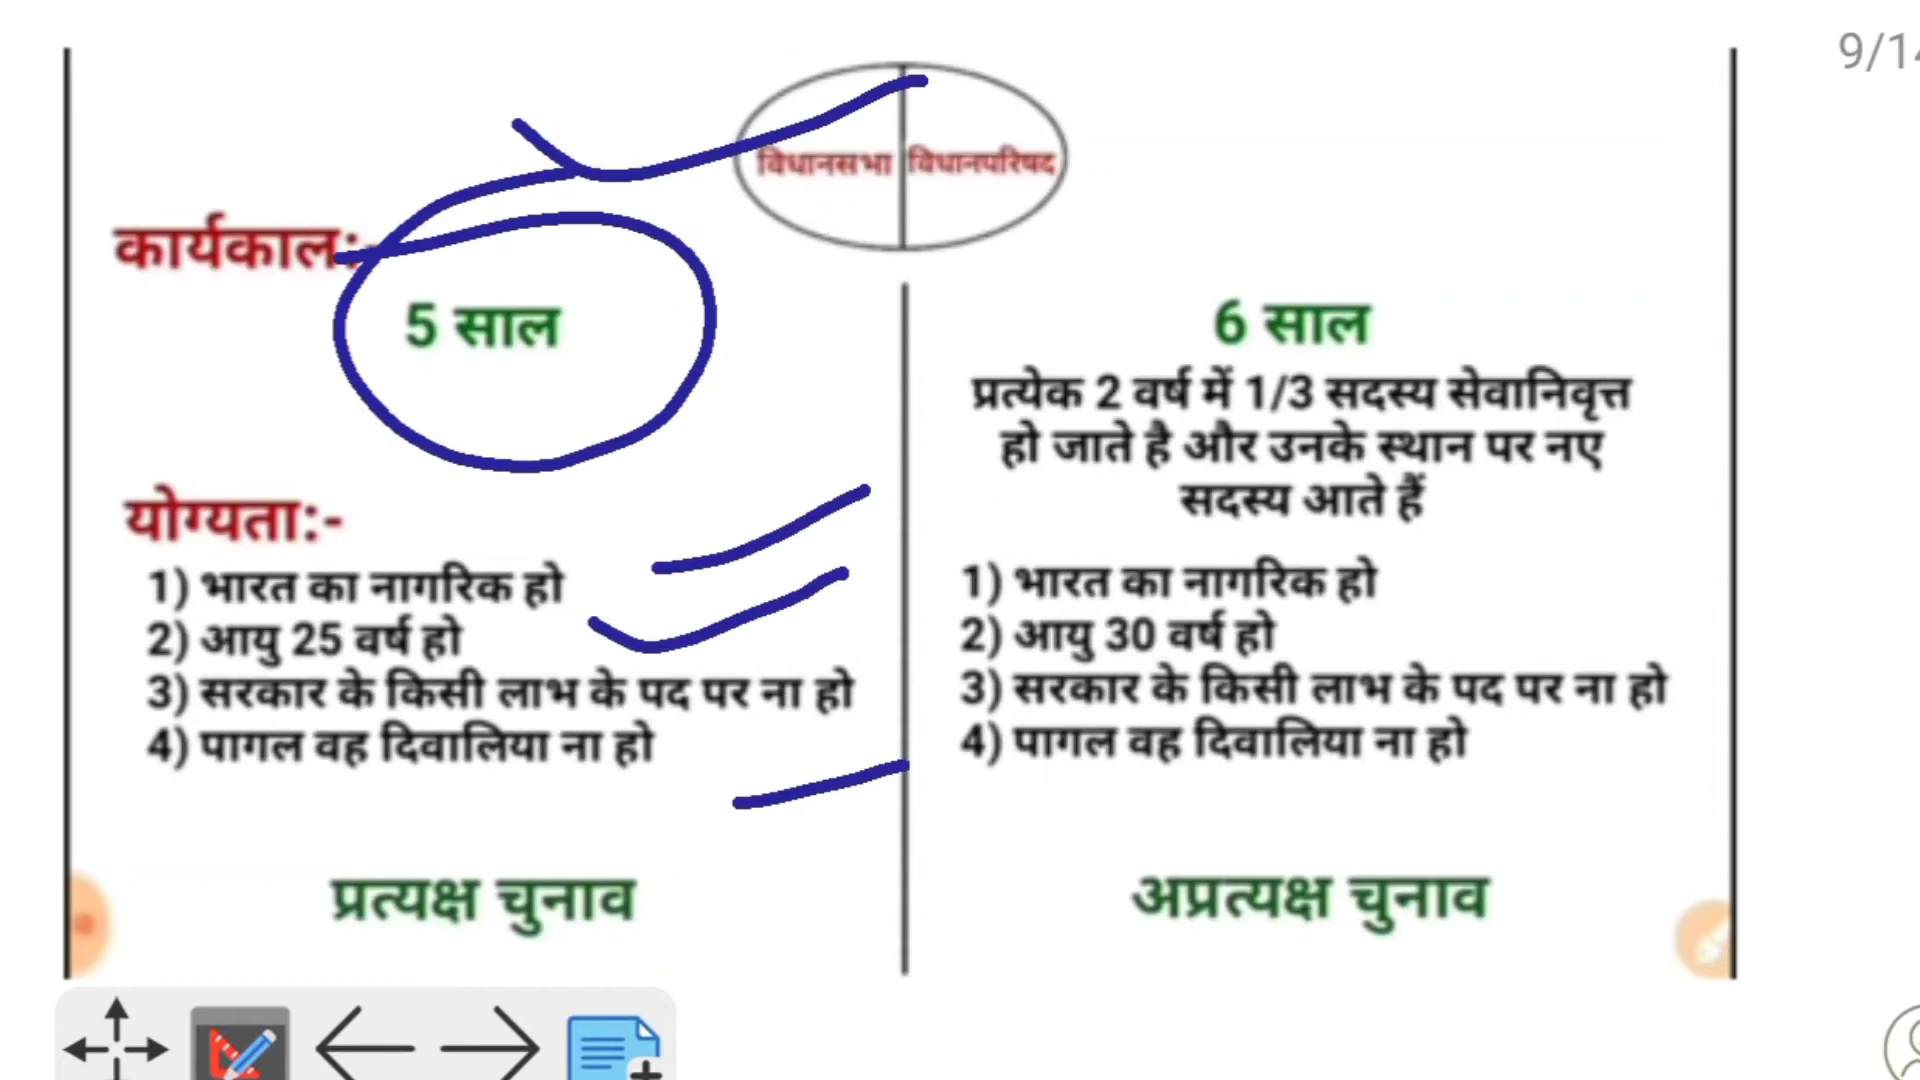 9/14
विधानसभा विधानपरिषद
कार्यकाल:-
5 साल
योग्यता:-
1) भारत का नागरिक हो
2) आयु 25 वर्ष हो
3) सरकार के किसी लाभ के पद पर ना हो
4) पागल वह दिवालिया ना हो
प्रत्यक्ष चुनाव
6 साल
प्रत्येक 2 वर्ष में 1/3 सदस्य सेवानिवृत्त
हो जाते है और उनके स्थान पर नए
सदस्य आते हैं
1) भारत का नागरिक हो
2) आयु 30 वर्ष हो
3) सरकार के किसी लाभ के पद पर ना हो
4) पागल वह दिवालिया ना हो
अप्रत्यक्ष चुनाव